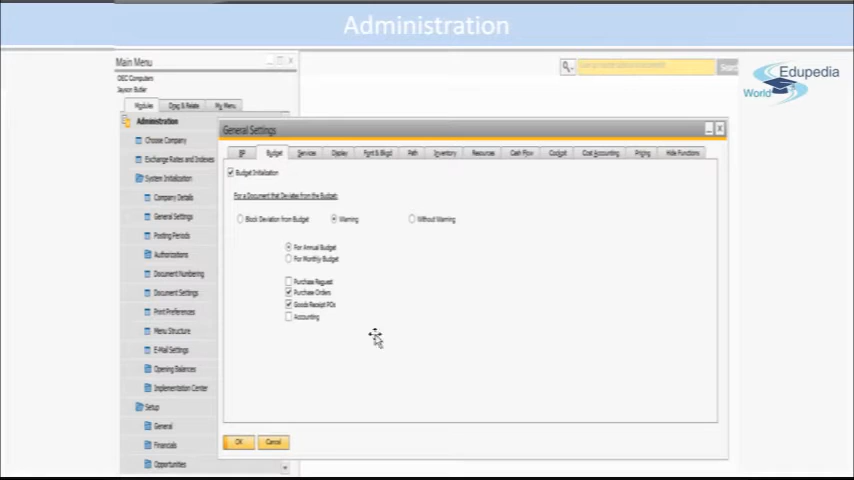 Administration
Main Menu
OEC Computers
Jayson Butler
Modules Drag & Relate My Menu
Administration
Choose Company
Exchange Rates and Indexes
System Initialization
Company Details
General Settings
Posting Periods
Authorizations
Document Numbering
Document Settings
Print Preferences
Menu Structure
E-Mail Settings
Opening Balances
Implementation Center
Setup
General
Financials
Opportunities
Edupedia
World
General Settings
BP Budget Services Display Font & Bkgd Path Inventory Resources Cash Flow Cockpit Cost Accounting Pricing Hide Functions
Budget Initialization
For a Document that Deviates from the Budget:
Block Deviation from Budget Warning Without Warning
For Annual Budget
For Monthly Budget
Purchase Request
Purchase Orders
Goods Receipt POs
Accounting
OK Cancel